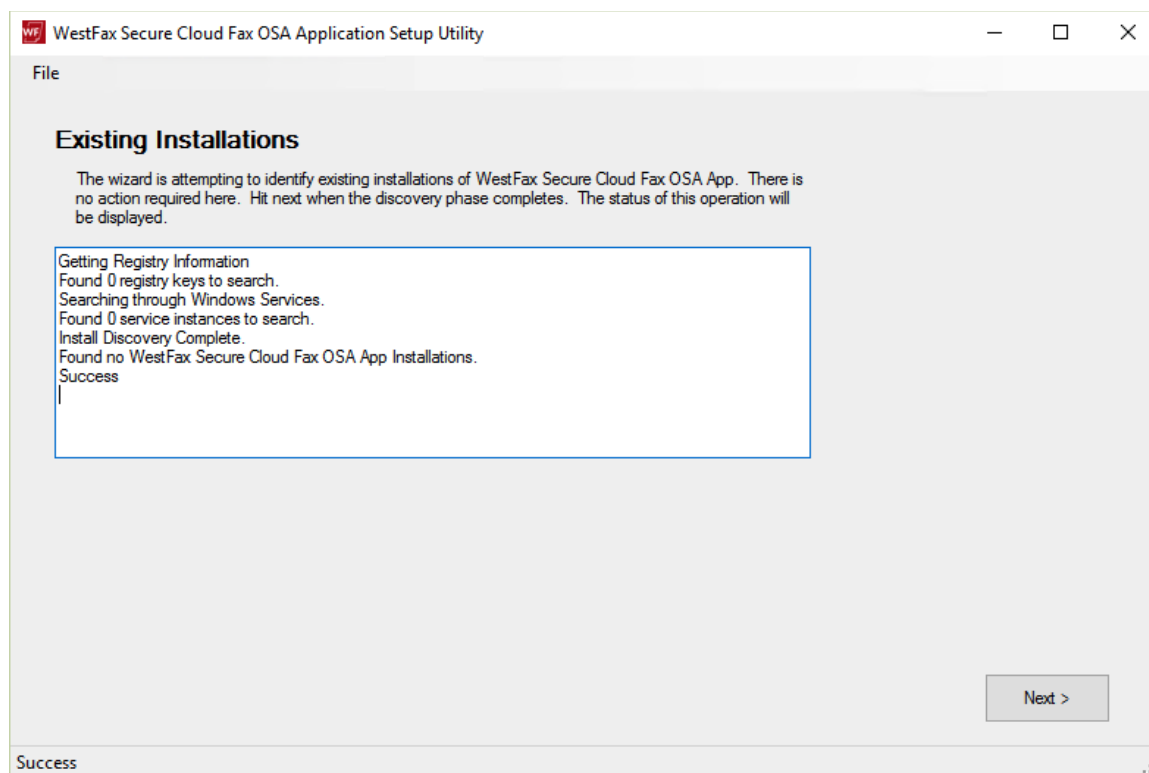 WF WestFax Secure Cloud Fax OSA Application Setup Utility
File
Existing Installations
The wizard is attempting to identify existing installations of WestFax Secure Cloud Fax OSA App.  There is
no action required here.  Hit next when the discovery phase completes.  The status of this operation will
be displayed.
Getting Registry Information
Found 0 registry keys to search.
Searching through Windows Services.
Found 0 service instances to search.
Install Discovery Complete.
Found no WestFax Secure Cloud Fax OSA App Installations.
Success
Next >
Success